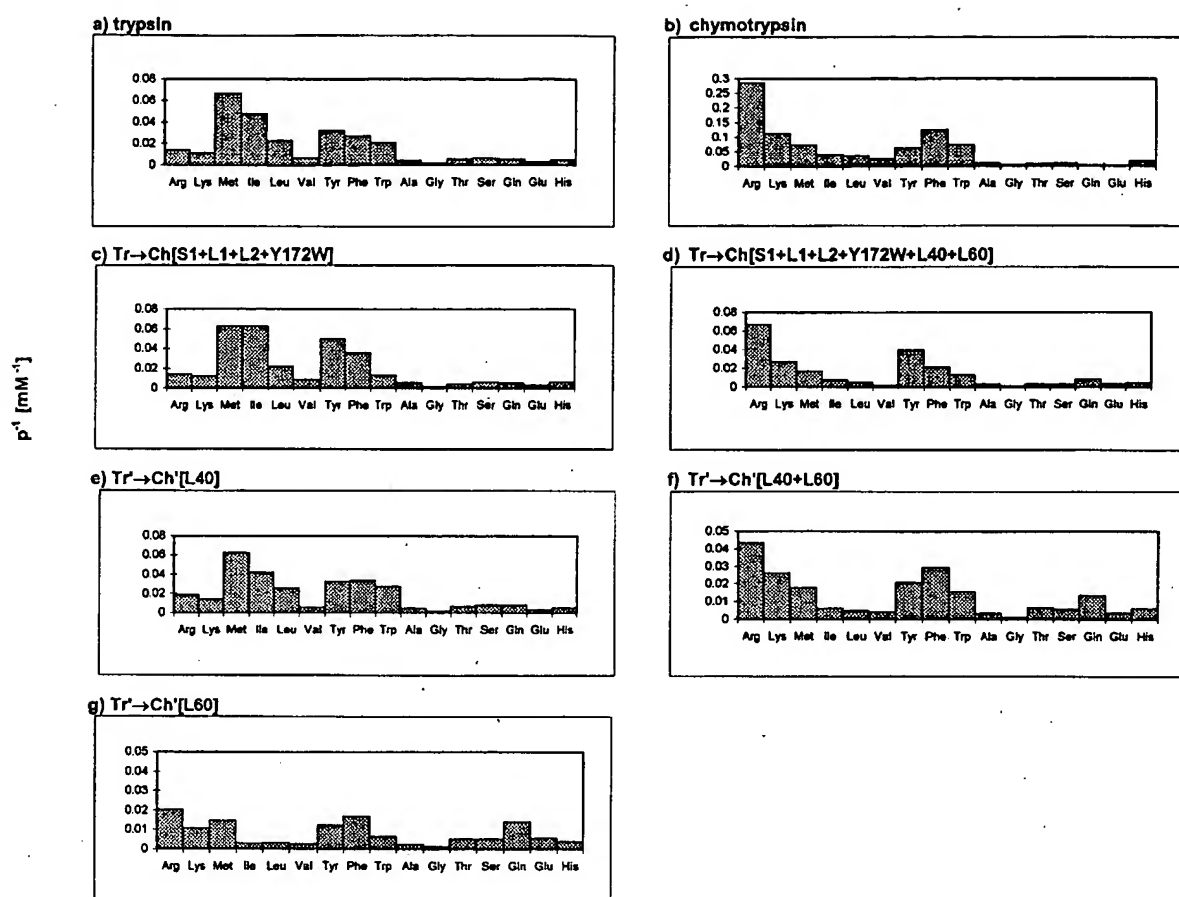 a) trypsin
0.08
0.06
0.04
0.02
0
Arg Lys Met Ile Leu Val Tyr Phe Trp Ala Gly Thr Ser Gln Glu His
b) chymotrypsin
0.3
0.25
0.2
0.15
0.1
0.05
0
Arg Lys Met Ile Leu Val Tyr Phe Trp Ala Gly Thr Ser Gln Glu His
c) Tr→Ch[S1+L1+L2+Y172W]
0.08
0.06
0.04
0.02
0
Arg Lys Met Ile Leu Val Tyr Phe Trp Ala Gly Thr Ser Gln Glu His
d) Tr→Ch[S1+L1+L2+Y172W+L40+L60]
0.08
0.06
0.04
0.02
0
Arg Lys Met Ile Leu Val Tyr Phe Trp Ala Gly Thr Ser Gln Glu His
p⁻¹ [mM⁻¹]
e) Tr'→Ch'[L40]
0.08
0.06
0.04
0.02
0
Arg Lys Met Ile Leu Val Tyr Phe Trp Ala Gly Thr Ser Gln Glu His
f) Tr'→Ch'[L40+L60]
0.05
0.04
0.03
0.02
0.01
0
Arg Lys Met Ile Leu Val Tyr Phe Trp Ala Gly Thr Ser Gln Glu His
g) Tr'→Ch'[L60]
0.05
0.04
0.03
0.02
0.01
0
Arg Lys Met Ile Leu Val Tyr Phe Trp Ala Gly Thr Ser Gln Glu His